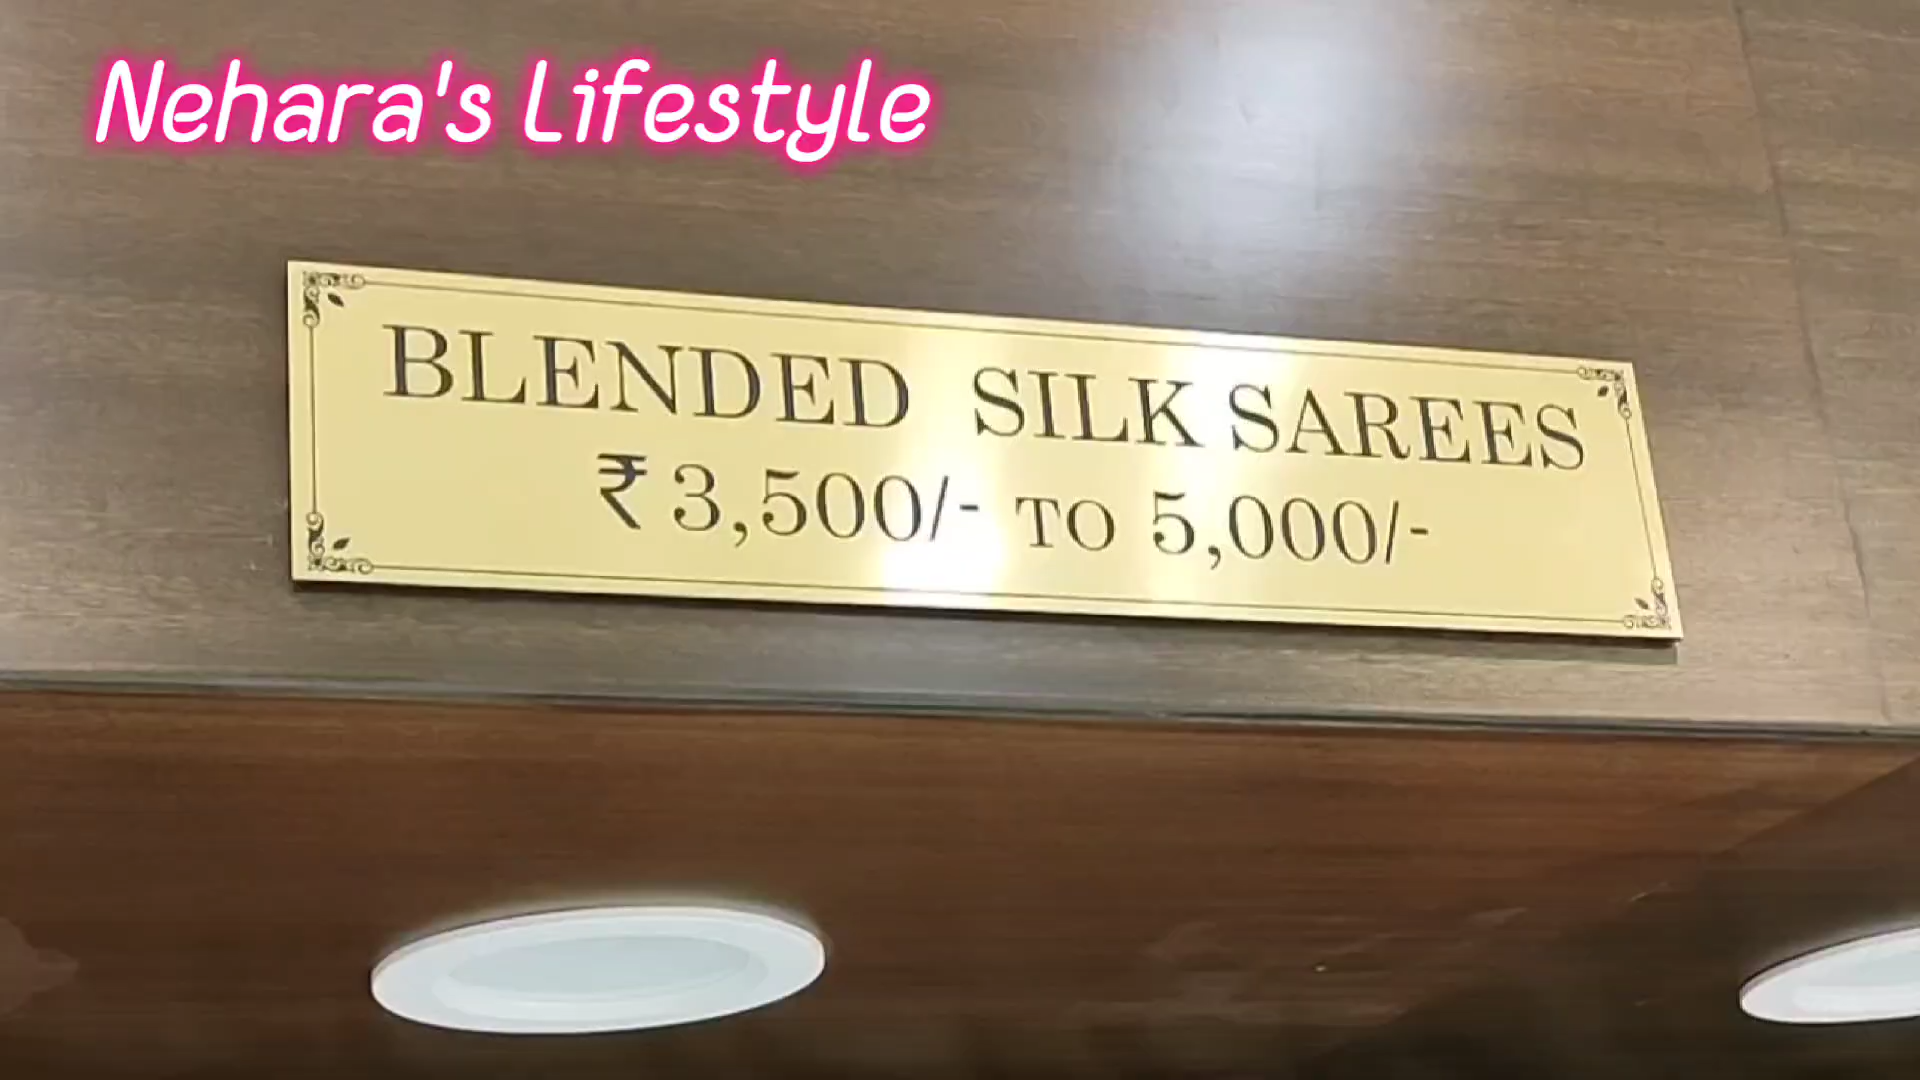 Nehara's Lifestyle
BLENDED SILK SAREES
₹ 3,500/- TO 5,000/-